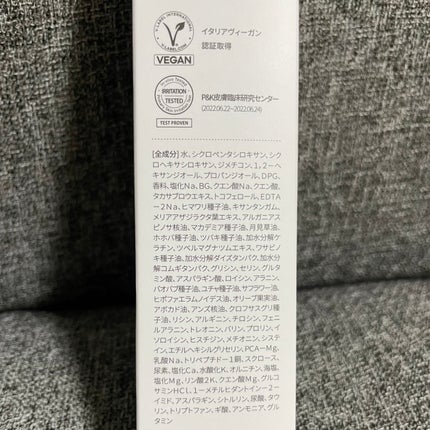 V-LABEL INTERNATIONAL
V-LABEL.COM
VEGAN
イタリアヴィーガン
認証取得
IRRITATION
TESTED
TEST PROVEN
P&K皮膚臨床研究センター
(2022.06.22~2022.06.24)
[全成分] 水、シクロペンタシロキサン、シク
ロヘキサシロキサン、ジメチコン、1,2－ヘ
キサンジオール、プロパンジオール、DPG、
香料、塩化Na、BG、クエン酸Na、クエン酸、
タカサブロウエキス、トコフェロール、EDTA
－2Na、ヒマワリ種子油、キサンタンガム、
メリアアザジラクタ葉エキス、アルガニアス
ピノサ核油、マカデミア種子油、月見草油、
ホホバ種子油、ツバキ種子油、加水分解ケ
ラチン、ツベルマグナツムエキス、ワサビノ
キ種子油、加水分解ダイズタンパク、加水分
解コムギタンパク、グリシン、セリン、グルタ
ミン酸、アスパラギン酸、ロイシン、アラニン、
バオバブ種子油、ユチャ種子油、サフラワー油、
ヒポファエラムノイデス油、オリーブ果実油、
アボカド油、アンズ核油、クロフサスグリ種
子油、リシン、アルギニン、チロシン、フェニ
ルアラニン、トレオニン、バリン、プロリン、イ
ソロイシン、ヒスチジン、メチオニン、システ
イン、エチルヘキシルグリセリン、PCA－Mg、
乳酸Na、トリペプチド－1銅、スクロース、
尿素、塩化Ca、水酸化K、オルニチン、海塩、
塩化Mg、リン酸2K、クエン酸Mg、グルコ
サミンHCl、1－メチルヒダントイン－2－
イミド、アスパラギン、シトルリン、尿酸、タウ
リン、トリプトファン、ギ酸、アンモニア、グル
タミン